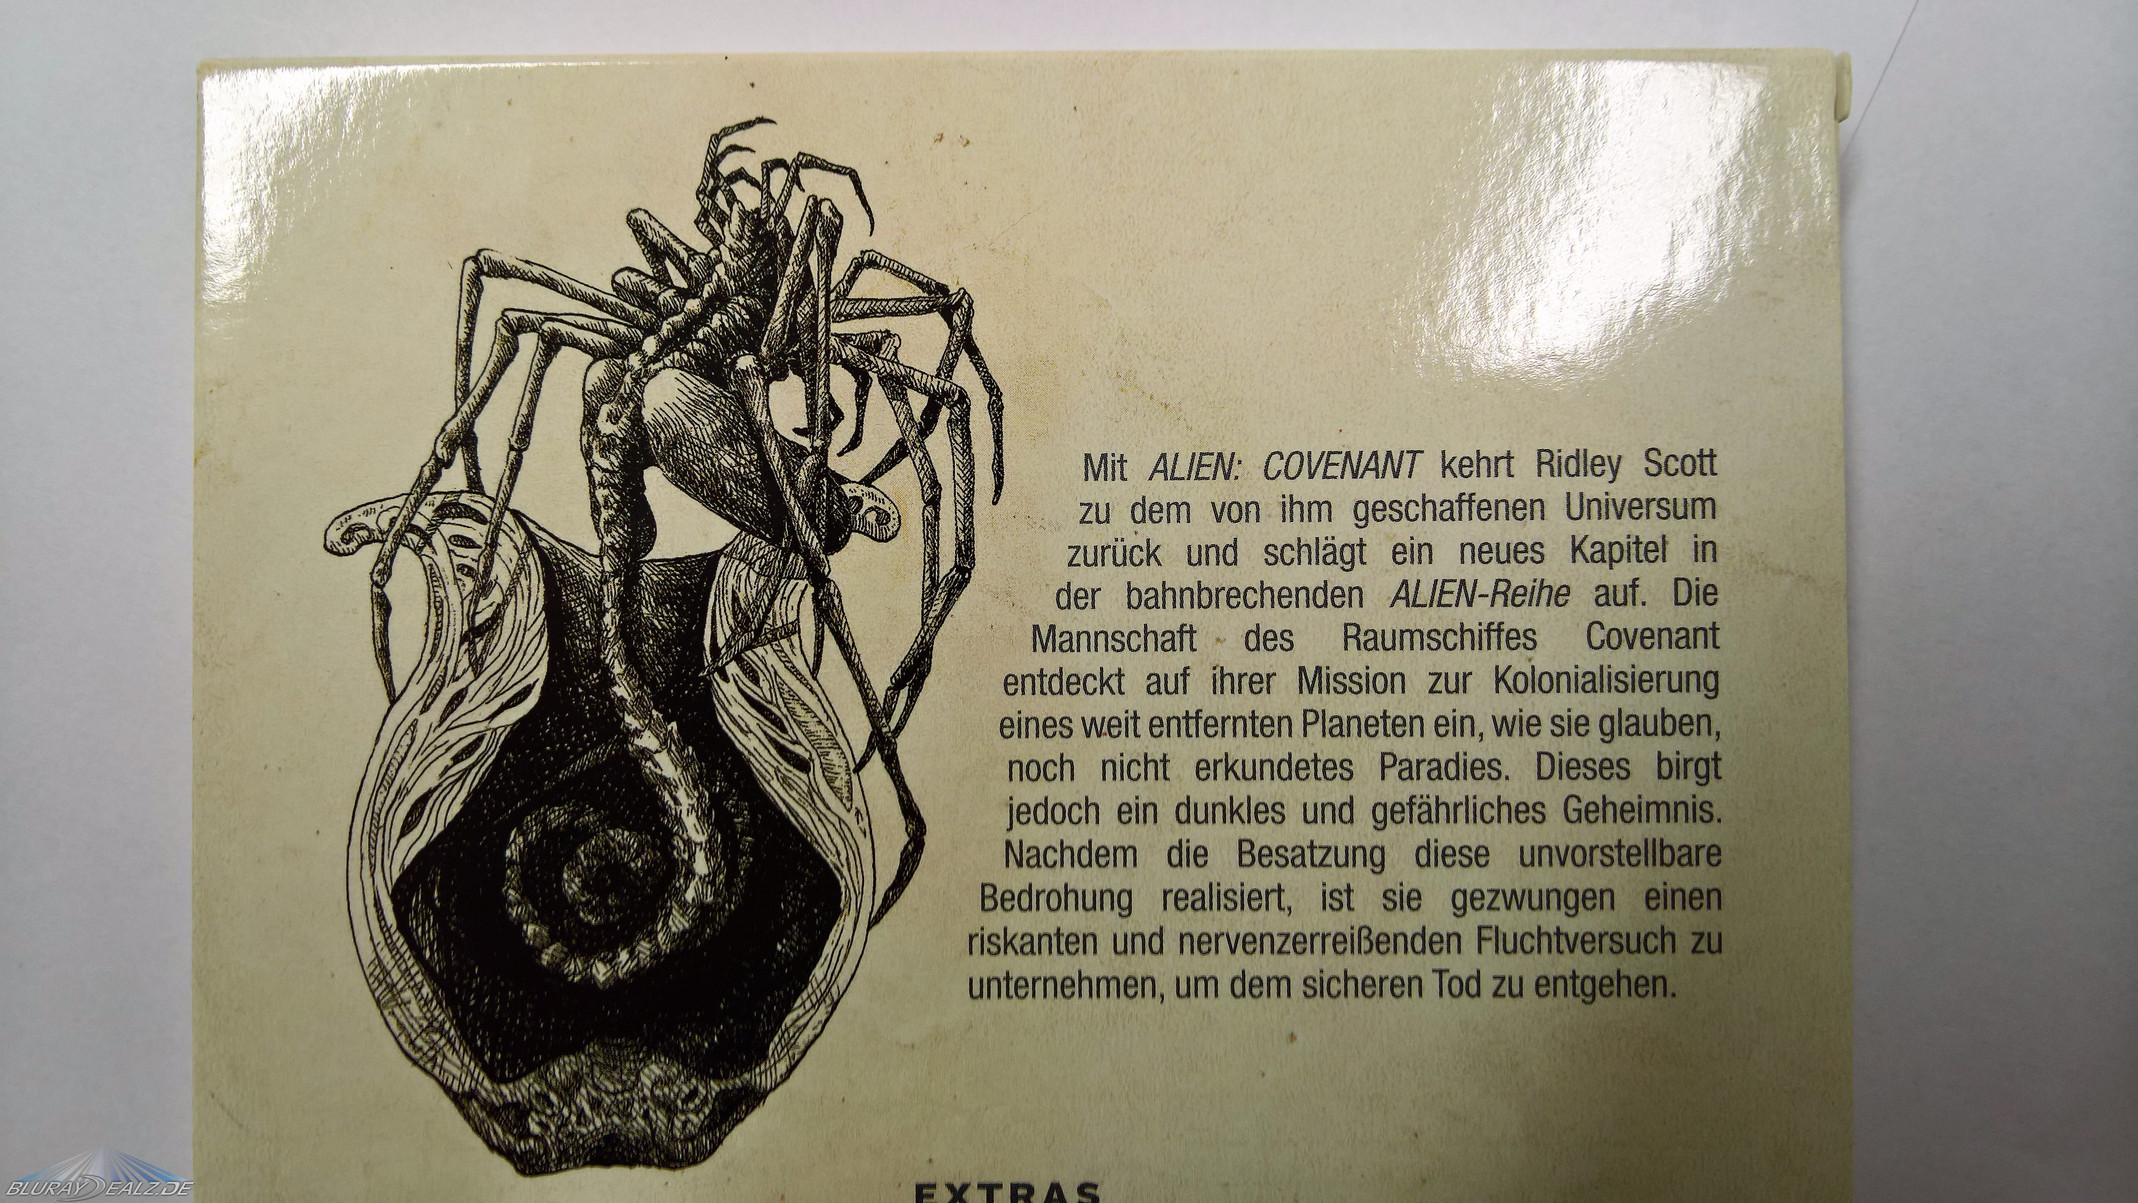 Mit ALIEN: COVENANT kehrt Ridley Scott
zu dem von ihm geschaffenen Universum
zurück und schlägt ein neues Kapitel in
der bahnbrechenden ALIEN-Reihe auf. Die
Mannschaft des Raumschiffes Covenant
entdeckt auf ihrer Mission zur Kolonialisierung
eines weit entfernten Planeten ein, wie sie glauben,
noch nicht erkundetes Paradies. Dieses birgt
jedoch ein dunkles und gefährliches Geheimnis.
Nachdem die Besatzung diese unvorstellbare
Bedrohung realisiert, ist sie gezwungen einen
riskanten und nervenzerreißenden Fluchtversuch zu
unternehmen, um dem sicheren Tod zu entgehen.
EXTRAS
BLURAYDEALZ.DE